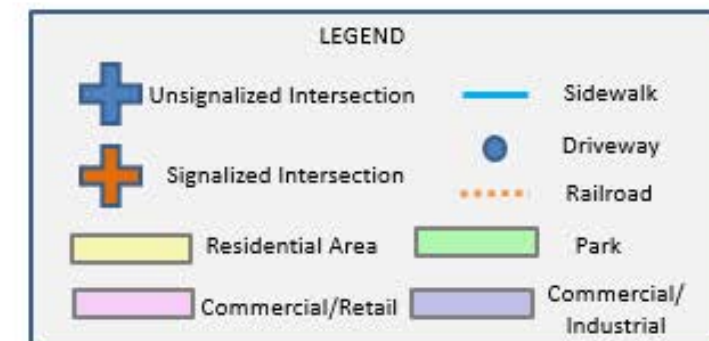 LEGEND
Unsignalized Intersection
Sidewalk
Driveway
Signalized Intersection
Railroad
Residential Area
Park
Commercial/Retail
Commercial/
Industrial